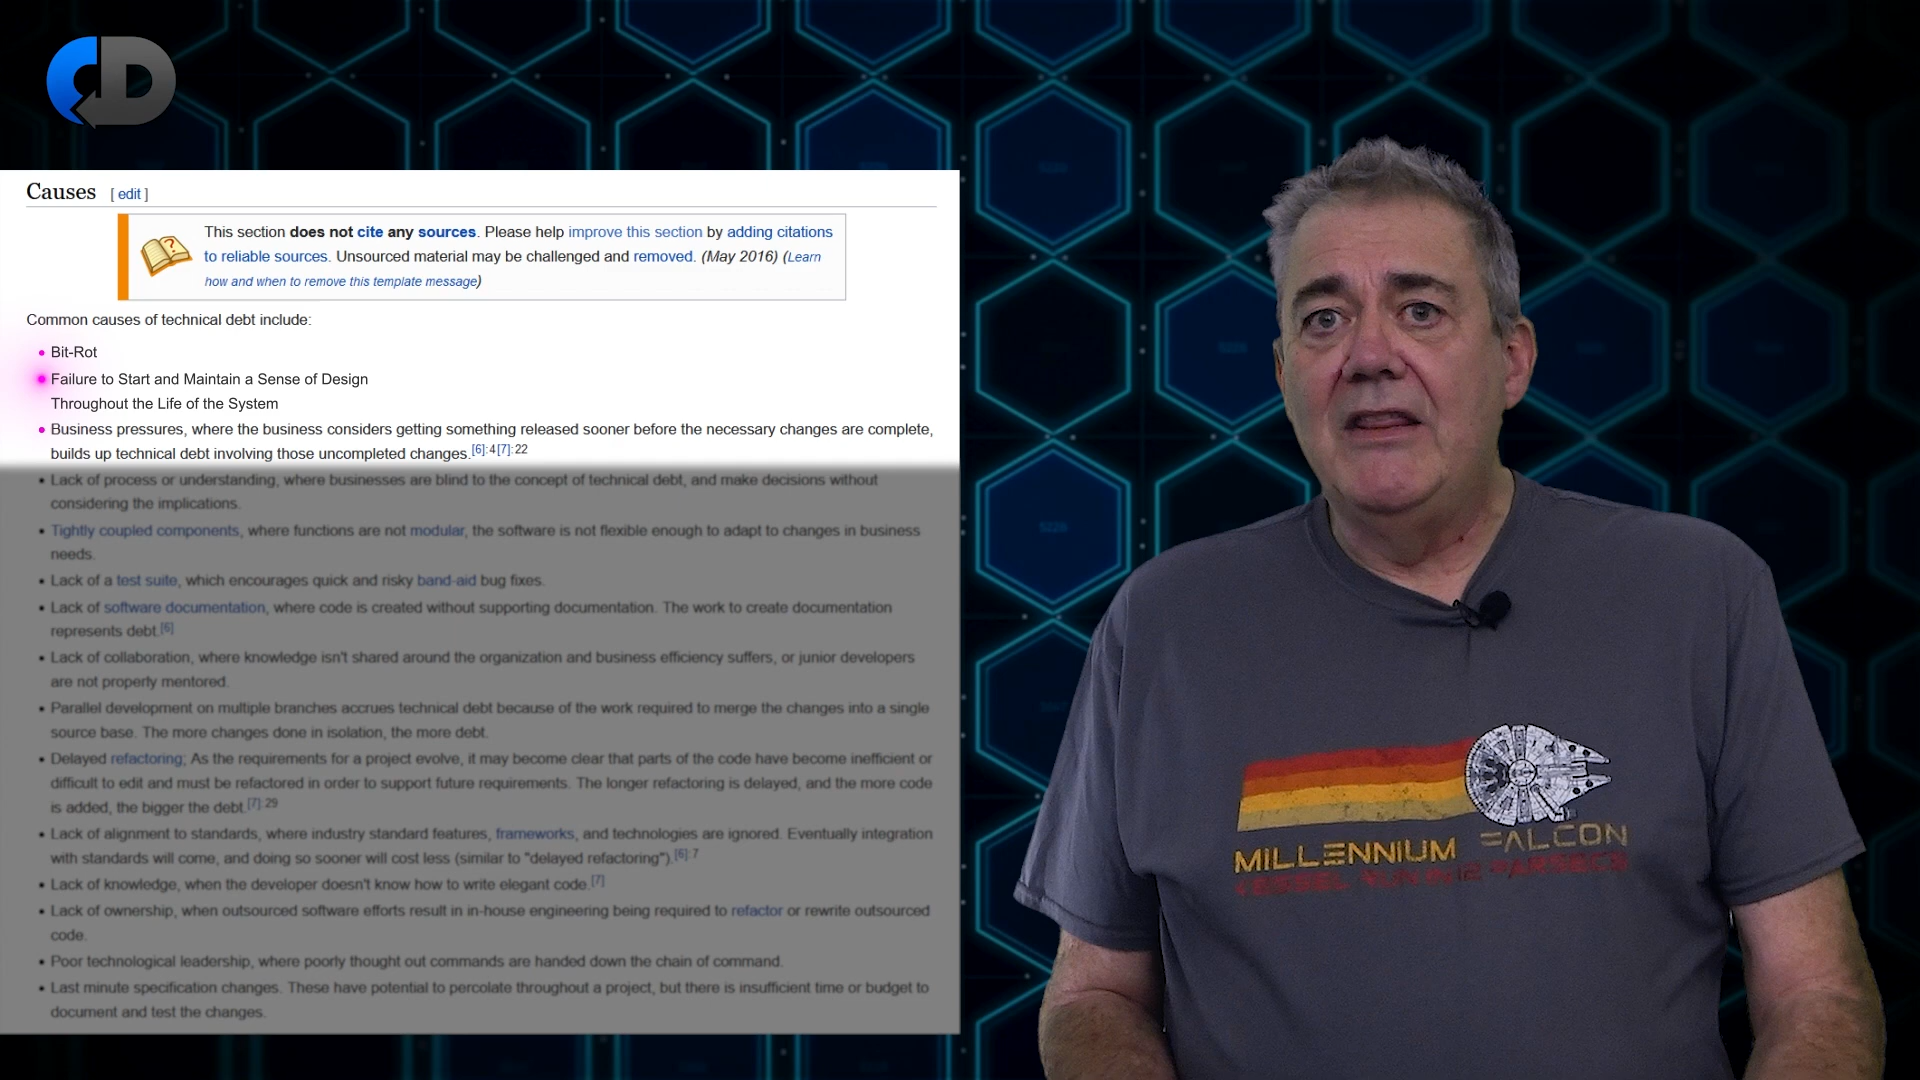 CD
Causes [ edit ]
This section does not cite any sources. Please help improve this section by adding citations
to reliable sources. Unsourced material may be challenged and removed. (May 2016) (Learn
how and when to remove this template message)
Common causes of technical debt include:
• Bit-Rot
• Failure to Start and Maintain a Sense of Design
Throughout the Life of the System
• Business pressures, where the business considers getting something released sooner before the necessary changes are complete,
builds up technical debt involving those uncompleted changes.[6]:4[7]:22
• Lack of process or understanding, where businesses are blind to the concept of technical debt, and make decisions without
considering the implications.
• Tightly coupled components, where functions are not modular, the software is not flexible enough to adapt to changes in business
needs.
• Lack of a test suite, which encourages quick and risky band-aid bug fixes.
• Lack of software documentation, where code is created without supporting documentation. The work to create documentation
represents debt.[6]
• Lack of collaboration, where knowledge isn't shared around the organization and business efficiency suffers, or junior developers
are not properly mentored.
• Parallel development on multiple branches accrues technical debt because of the work required to merge the changes into a single
source base. The more changes done in isolation, the more debt.
• Delayed refactoring; As the requirements for a project evolve, it may become clear that parts of the code have become inefficient or
difficult to edit and must be refactored in order to support future requirements. The longer refactoring is delayed, and the more code
is added, the bigger the debt.[7]:29
• Lack of alignment to standards, where industry standard features, frameworks, and technologies are ignored. Eventually integration
with standards will come, and doing so sooner will cost less (similar to "delayed refactoring").[6]:7
• Lack of knowledge, when the developer doesn't know how to write elegant code.[7]
• Lack of ownership, when outsourced software efforts result in in-house engineering being required to refactor or rewrite outsourced
code.
• Poor technological leadership, where poorly thought out commands are handed down the chain of command.
• Last minute specification changes. These have potential to percolate throughout a project, but there is insufficient time or budget to
document and test the changes.
MILLENNIUM FALCON